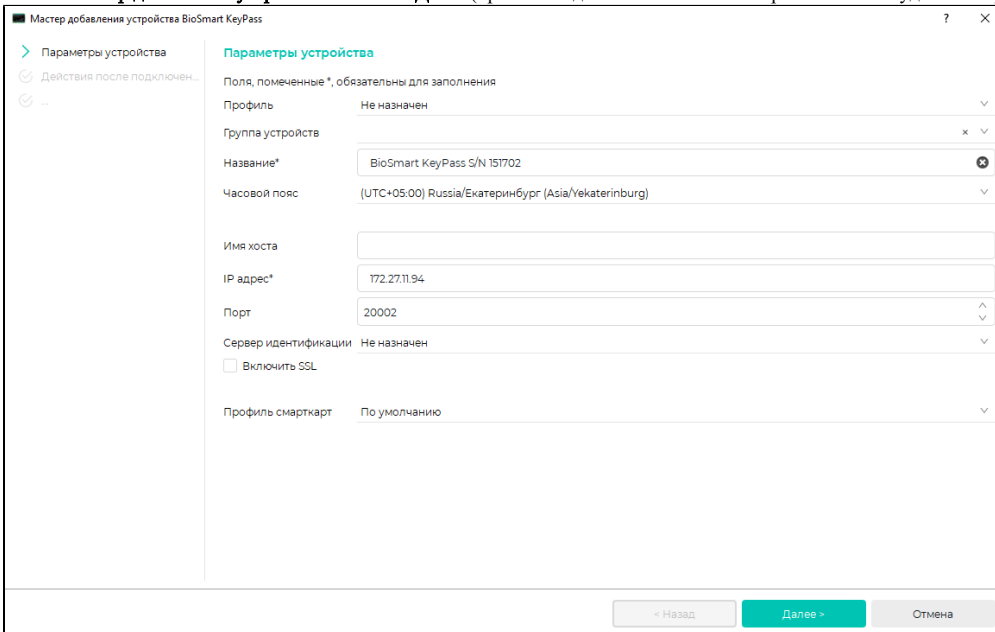 Мастер добавления устройства BioSmart KeyPass
?
×
Параметры устройства
Действия после подключен...
...
Параметры устройства
Поля, помеченные *, обязательны для заполнения
Профиль Не назначен
Группа устройств
Название* BioSmart KeyPass S/N 151702
Часовой пояс (UTC+05:00) Russia/Екатеринбург (Asia/Yekaterinburg)
Имя хоста
IP адрес* 172.27.11.94
Порт 20002
Сервер идентификации Не назначен
Включить SSL
Профиль смарткарт По умолчанию
< Назад Далее > Отмена